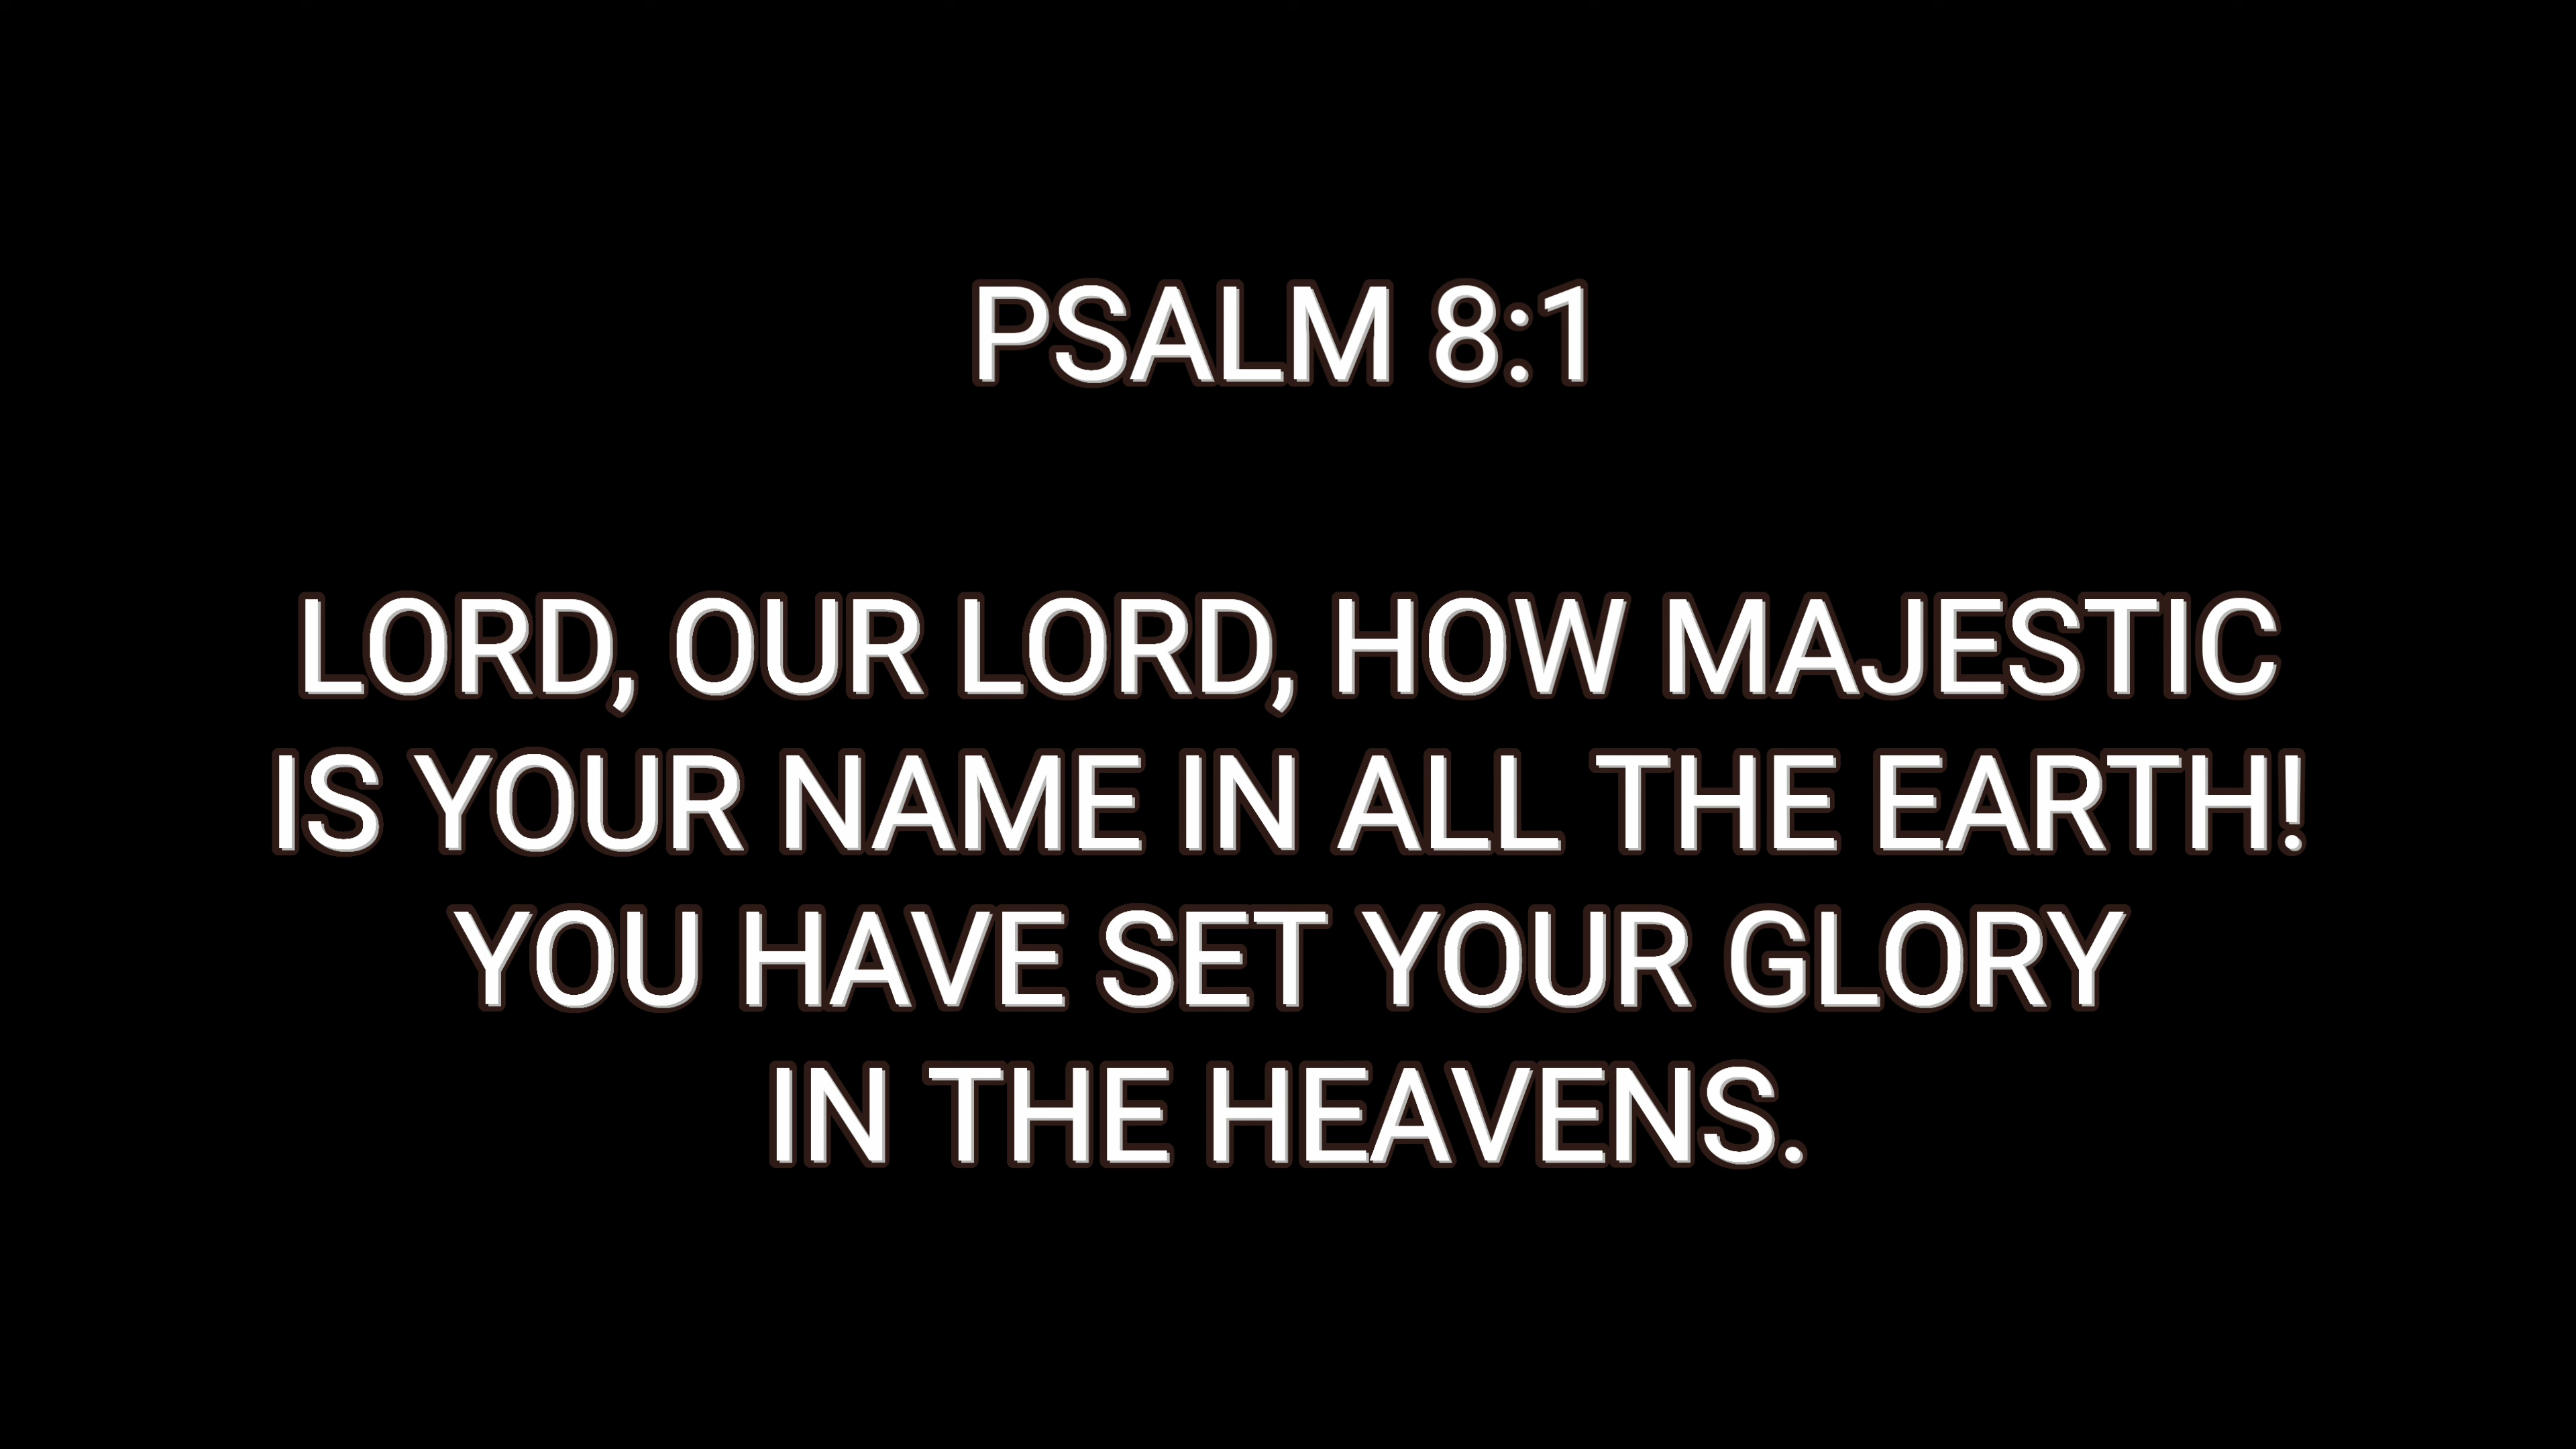 PSALM 8:1
LORD, OUR LORD, HOW MAJESTIC
IS YOUR NAME IN ALL THE EARTH!
YOU HAVE SET YOUR GLORY
IN THE HEAVENS.